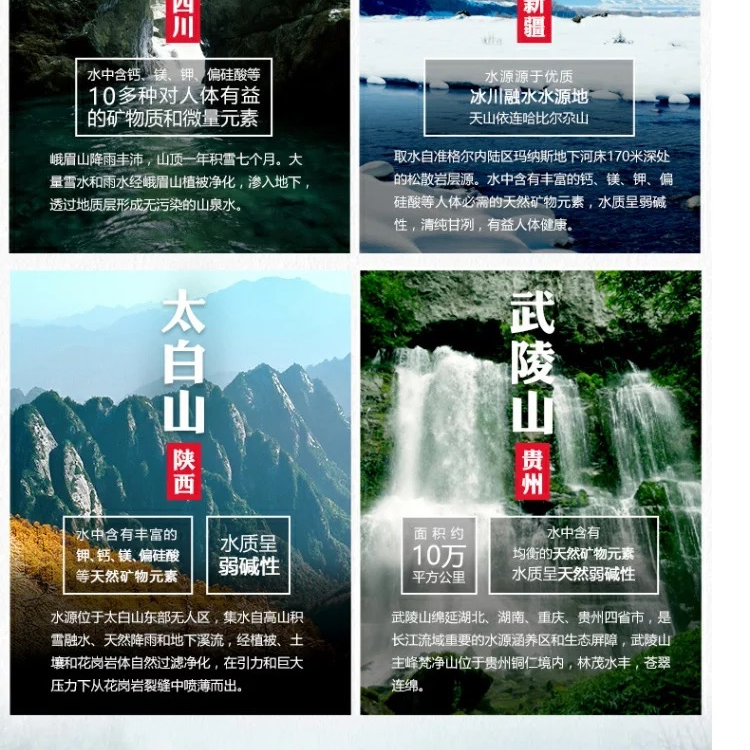 四川
水中含钙、镁、钾、偏硅酸等
10多种对人体有益
的矿物质和微量元素
峨眉山降雨丰沛，山顶一年积雪七个月。大
量雪水和雨水经峨眉山植被净化，渗入地下，
透过地质层形成无污染的山泉水。
新疆
水源源于优质
冰川融水水源地
天山依连哈比尔尕山
取水自准格尔内陆区玛纳斯地下河床170米深处
的松散岩层源。水中含有丰富的钙、镁、钾、偏
硅酸等人体必需的天然矿物元素，水质呈弱碱
性，清纯甘冽，有益人体健康。
太白山
陕西
水中含有丰富的
钾、钙、镁、偏硅酸
等天然矿物元素
水质呈
弱碱性
水源位于太白山东部无人区，集水自高山积
雪融水、天然降雨和地下溪流，经植被、土
壤和花岗岩体自然过滤净化，在引力和巨大
压力下从花岗岩裂缝中喷薄而出。
武陵山
贵州
面积约
10万
平方公里
水中含有
均衡的天然矿物元素
水质呈天然弱碱性
武陵山绵延湖北、湖南、重庆、贵州四省市，是
长江流域重要的水源涵养区和生态屏障，武陵山
主峰梵净山位于贵州铜仁境内，林茂水丰，苍翠
连绵。